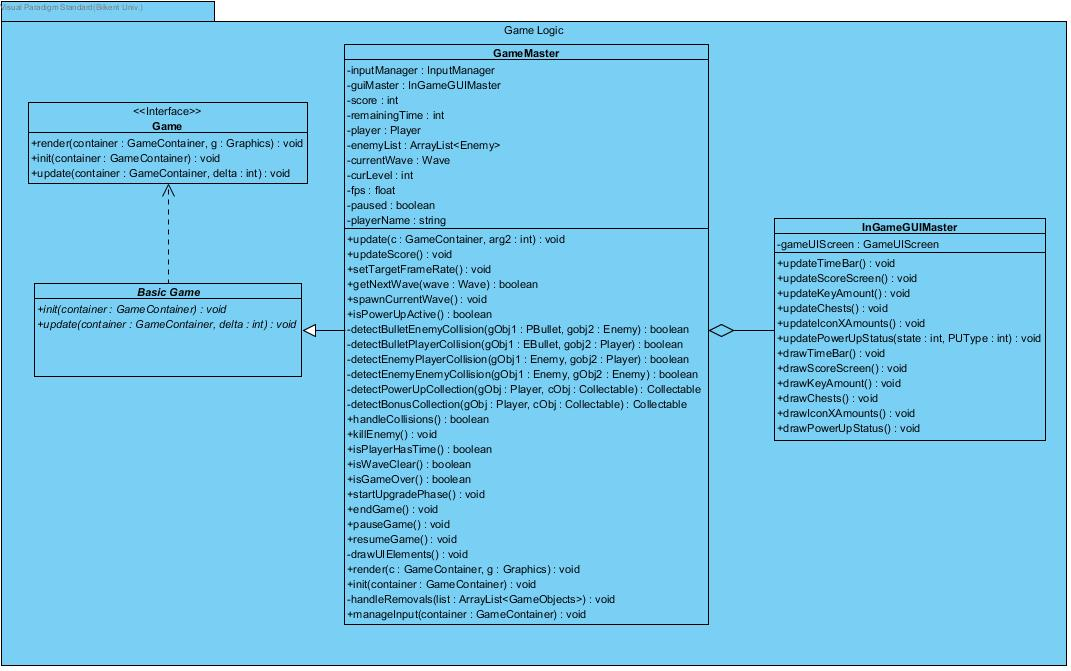 Visual Paradigm Standard(Bilkent Univ.)
Game Logic
<<Interface>>
Game
+render(container : GameContainer, g : Graphics) : void
+init(container : GameContainer) : void
+update(container : GameContainer, delta : int) : void
Basic Game
+init(container : GameContainer) : void
+update(container : GameContainer, delta : int) : void
GameMaster
-inputManager : InputManager
-guiMaster : InGameGUIMaster
-score : int
-remainingTime : int
-player : Player
-enemyList : ArrayList<Enemy>
-currentWave : Wave
-curLevel : int
-fps : float
-paused : boolean
-playerName : string
+update(c : GameContainer, arg2 : int) : void
+updateScore() : void
+setTargetFrameRate() : void
+getNextWave(wave : Wave) : boolean
+spawnCurrentWave() : void
+isPowerUpActive() : boolean
-detectBulletEnemyCollision(gObj1 : PBullet, gobj2 : Enemy) : boolean
-detectBulletPlayerCollision(gObj1 : EBullet, gobj2 : Player) : boolean
-detectEnemyPlayerCollision(gObj1 : Enemy, gobj2 : Player) : boolean
-detectEnemyEnemyCollision(gObj1 : Enemy, gObj2 : Enemy) : boolean
-detectPowerUpCollection(gObj : Player, cObj : Collectable) : Collectable
-detectBonusCollection(gObj : Player, cObj : Collectable) : Collectable
+handleCollisions() : boolean
+killEnemy() : void
+isPlayerHasTime() : boolean
+isWaveClear() : boolean
+isGameOver() : boolean
+startUpgradePhase() : void
+endGame() : void
+pauseGame() : void
+resumeGame() : void
-drawUIElements() : void
+render(c : GameContainer, g : Graphics) : void
+init(container : GameContainer) : void
-handleRemovals(list : ArrayList<GameObjects>) : void
+manageInput(container : GameContainer) : void
InGameGUIMaster
-gameUIScreen : GameUIScreen
+updateTimeBar() : void
+updateScoreScreen() : void
+updateKeyAmount() : void
+updateChests() : void
+updateIconXAmounts() : void
+updatePowerUpStatus(state : int, PUType : int) : void
+drawTimeBar() : void
+drawScoreScreen() : void
+drawKeyAmount() : void
+drawChests() : void
+drawIconXAmounts() : void
+drawPowerUpStatus() : void